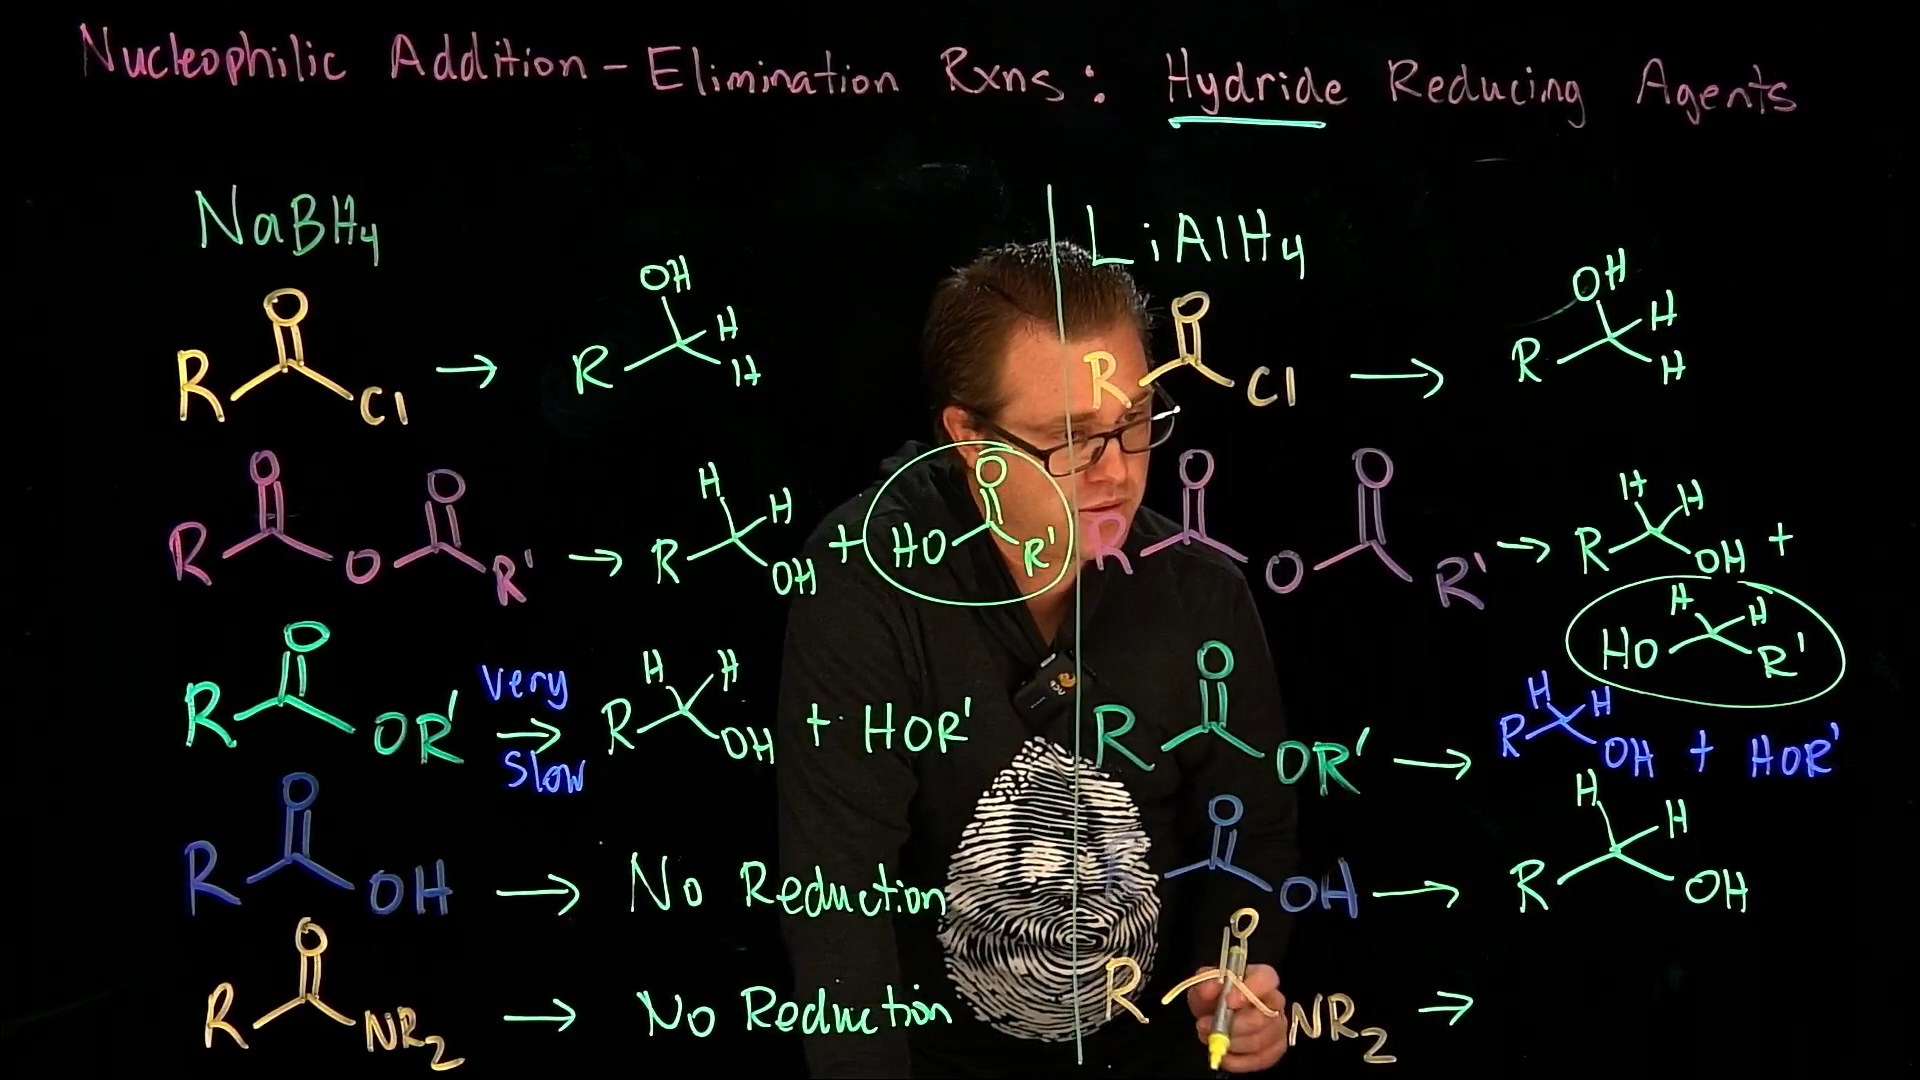 Nucleophilic Addition - Elimination Rxns: Hydride Reducing Agents
NaBH4
R O Cl → R OH H H
R O O O R' → R H H OH + HO O R'
R O OR' Very Slow → R H H OH + HOR'
R O OH → No Reduction
R O NR2 → No Reduction
LiAlH4
R O Cl → R OH H H
R O O O R' → R H H OH +
HO H H R'
R O OR' → R H H OH + HOR'
R O OH → R H H OH
R O NR2 →